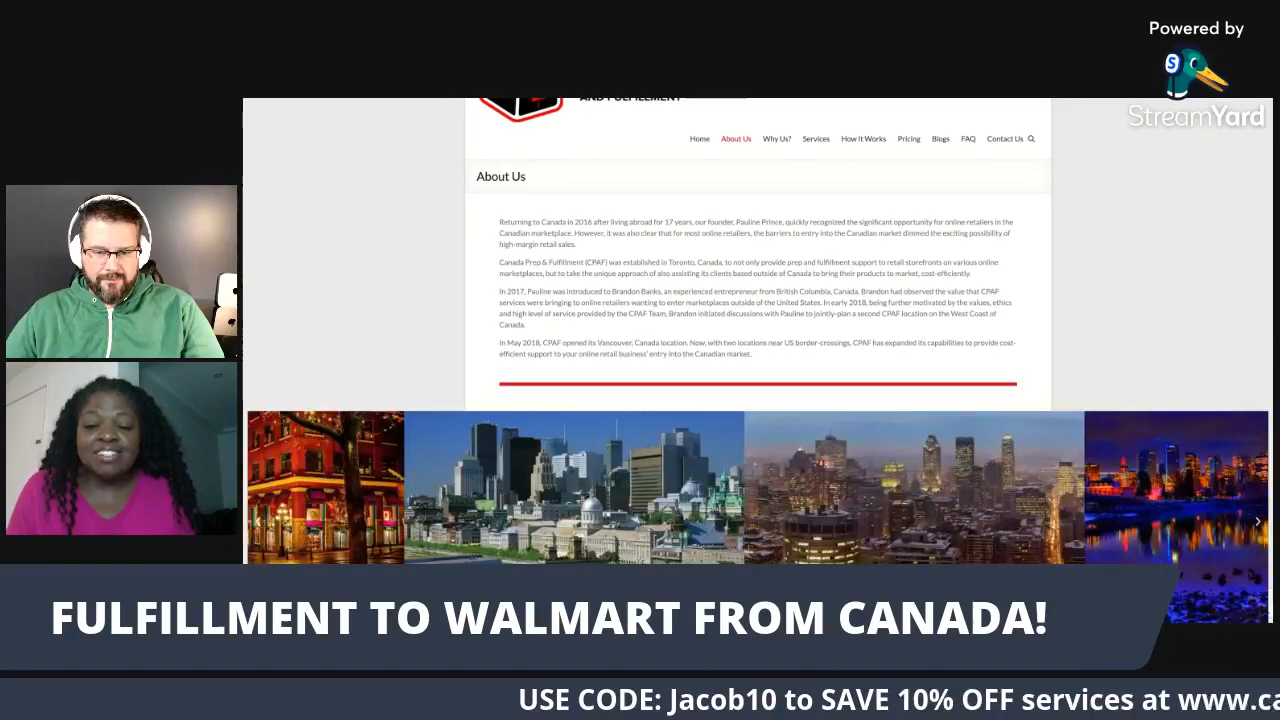 Powered by
S
StreamYard
AND FULFILLMENT
Home About Us Why Us? Services How It Works Pricing Blogs FAQ Contact Us
About Us
Returning to Canada in 2016 after living abroad for 17 years, our founder, Pauline Prince, quickly recognized the significant opportunity for online retailers in the
Canadian marketplace. However, it was also clear that for most online retailers, the barriers to entry into the Canadian market dimmed the exciting possibility of
high-margin retail sales.
Canada Prep & Fulfillment (CPAF) was established in Toronto, Canada, to not only provide prep and fulfillment support to retail storefronts on various online
marketplaces, but to take the unique approach of also assisting its clients based outside of Canada to bring their products to market, cost-efficiently.
In 2017, Pauline was introduced to Brandon Banks, an experienced entrepreneur from British Columbia, Canada. Brandon had observed the value that CPAF
services were bringing to online retailers wanting to enter marketplaces outside of the United States. In early 2018, being further motivated by the values, ethics
and high level of service provided by the CPAF Team, Brandon initiated discussions with Pauline to jointly-plan a second CPAF location on the West Coast of
Canada.
In May 2018, CPAF opened its Vancouver, Canada location. Now, with two locations near US border-crossings, CPAF has expanded its capabilities to provide cost-
efficient support to your online retail business' entry into the Canadian market.
FULFILLMENT TO WALMART FROM CANADA!
USE CODE: Jacob10 to SAVE 10% OFF services at www.ca